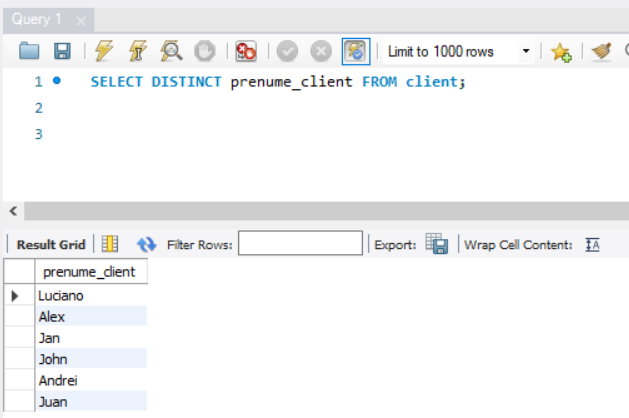 Query 1
Limit to 1000 rows
1 SELECT DISTINCT prenume_client FROM client;
2
3
Result Grid Filter Rows: Export: Wrap Cell Content: IA
prenume_client
Luciano
Alex
Jan
John
Andrei
Juan